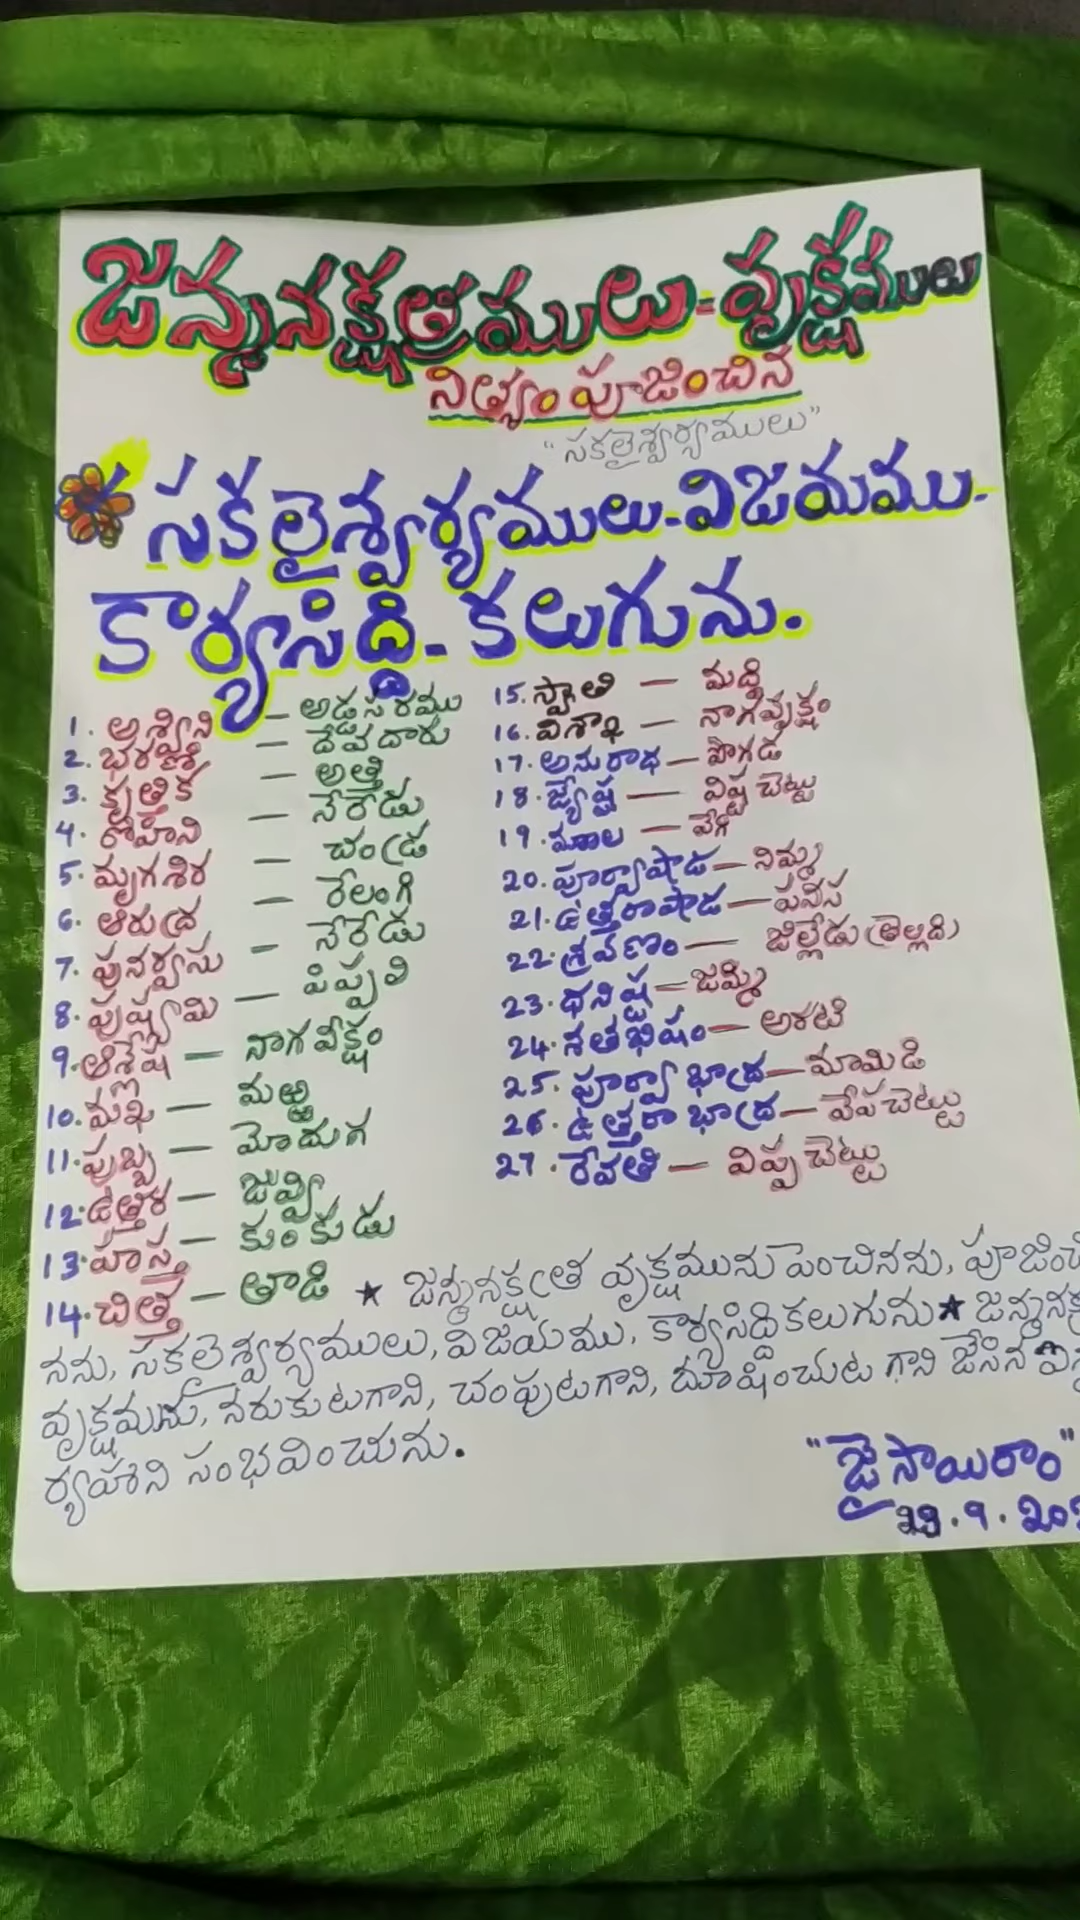 జన్మనక్షత్రములు-వృక్షములు
నిత్యం పూజించిన
"సకలైశ్వర్యములు"
సకలైశ్వర్యములు-విజయము-
కార్యసిద్ది-కలుగును.
1. అశ్విని – అడ్డసరము
2. భరణి – దేవదారు
3. కృత్తిక – అత్తి
4. రోహిని – నేరేడు
5. మృగశిర – చండ్ర
6. ఆరుద్ర – రేలంగి
7. పునర్వసు – నేరేడు
8. పుష్యమి – పిప్పలి
9. ఆశ్లేష – నాగవీక్షం
10. మఖ – మఱ్ఱి
11. పుబ్బ – మోదుగ
12. ఉత్తర – జువ్వి
13. హస్త – కుంకుడు
14. చిత్త – తాడి
15. స్వాతి – మద్ది
16. విశాఖ – నాగవృక్షం
17. అనురాధ – పొగడ
18. జ్యేష్ట – విష్ట చెట్టు
19. మూల – వేగి
20. పూర్వాషాడ – నిమ్మ
21. ఉత్తరాషాడ – పనస
22. శ్రవణం – జిల్లేడు (తెల్లది)
23. ధనిష్ట – జమ్మి
24. శతభిషం – అరటి
25. పూర్వాభాద్ర – మామిడి
26. ఉత్తరాభాద్ర – వేపచెట్టు
27. రేవతి – విప్పచెట్టు
★ జన్మనక్షత్ర వృక్షమును పెంచినను, పూజించి
నను, సకలైశ్వర్యములు, విజయము, కార్యసిద్ది కలుగును ★ జన్మనక్ష
వృక్షమును, నరుకుటగాని, చంపుటగాని, దూషించుట గాని జేసిన
ర్యహాని సంభవించును.
"జై సాయిరాం"
23.9.20